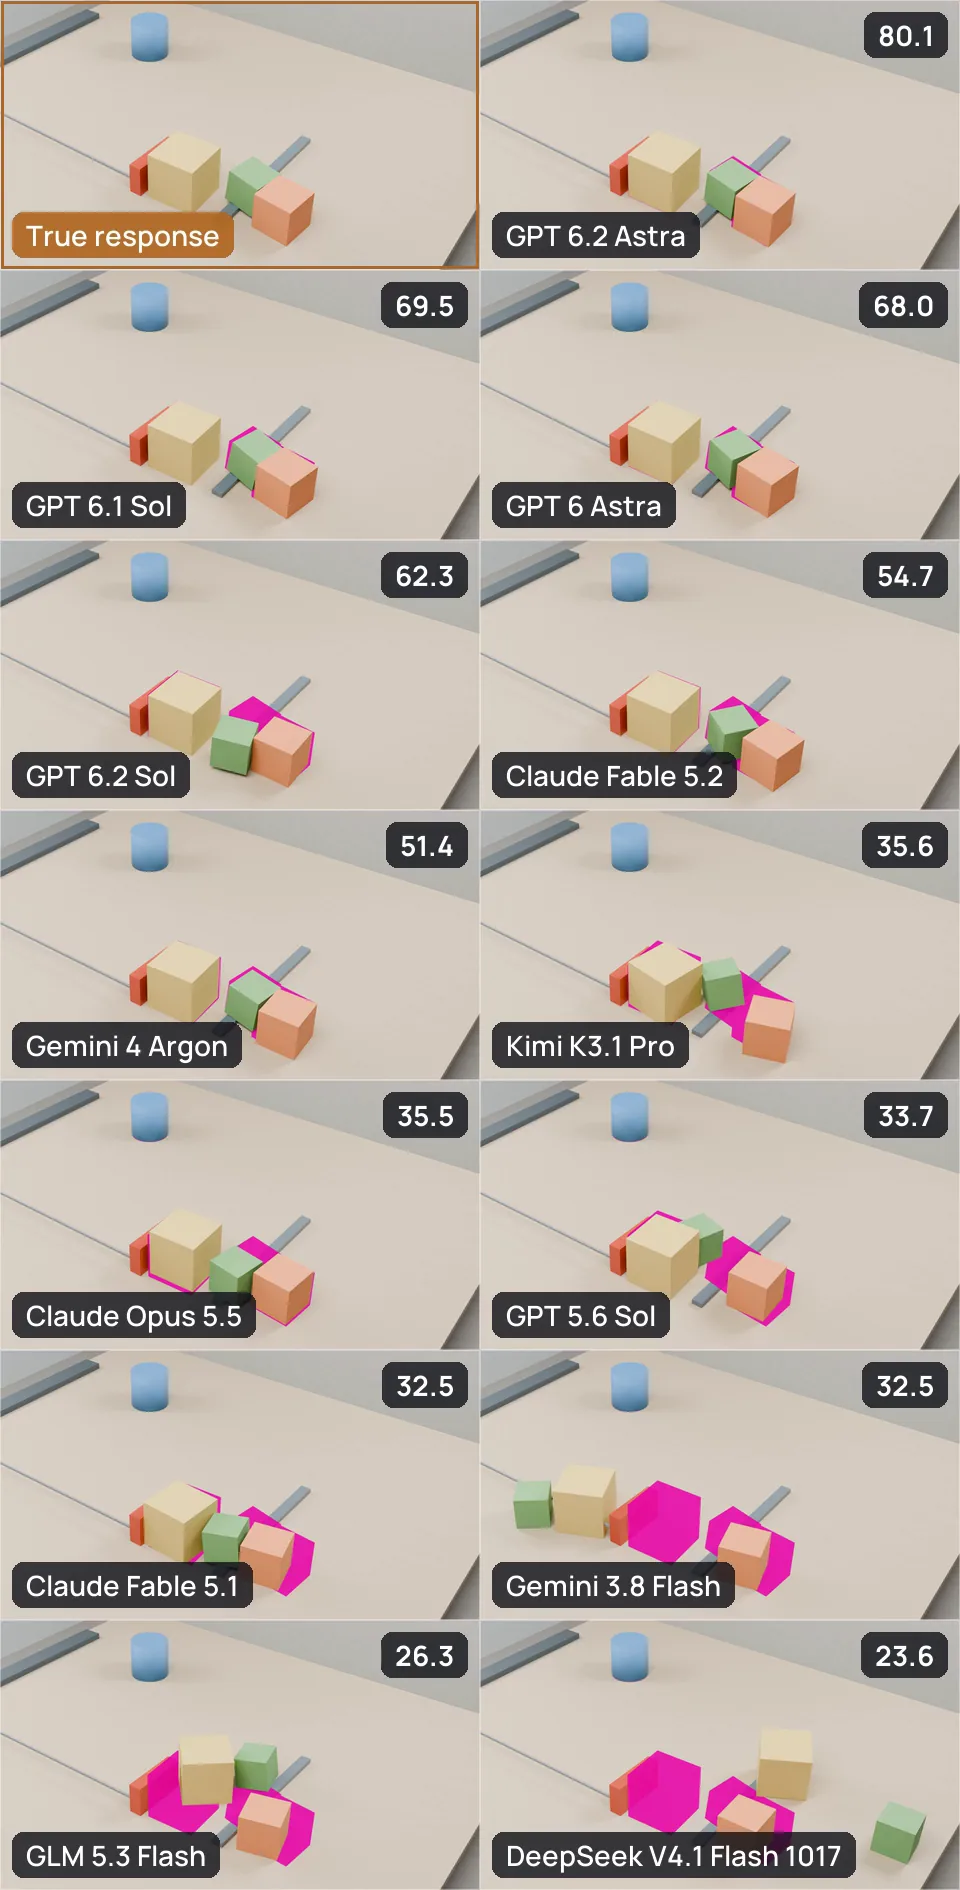 True response
80.1
GPT 6.2 Astra
69.5
GPT 6.1 Sol
68.0
GPT 6 Astra
62.3
GPT 6.2 Sol
54.7
Claude Fable 5.2
51.4
Gemini 4 Argon
35.6
Kimi K3.1 Pro
35.5
Claude Opus 5.5
33.7
GPT 5.6 Sol
32.5
Claude Fable 5.1
32.5
Gemini 3.8 Flash
26.3
GLM 5.3 Flash
23.6
DeepSeek V4.1 Flash 1017